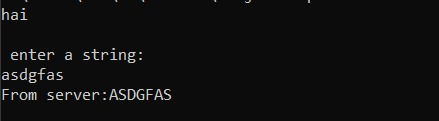 hai
enter a string:
asdgfas
From server:ASDGFAS